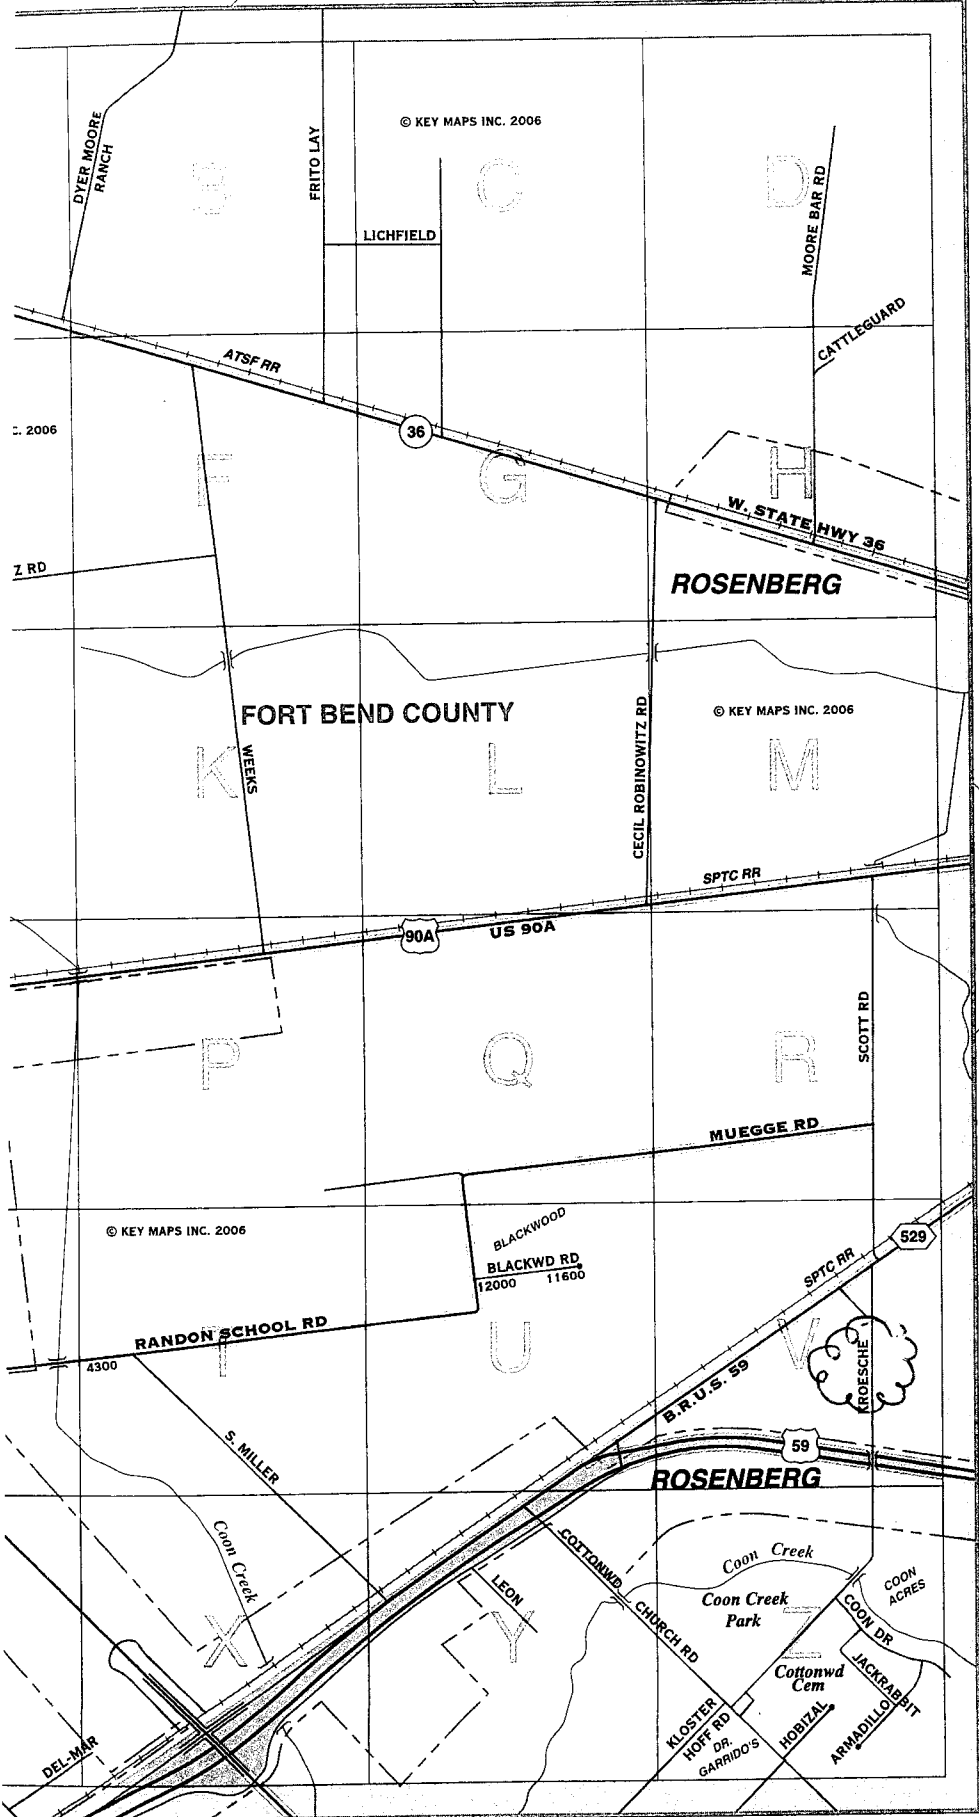 © KEY MAPS INC. 2006
DYER MOORE
RANCH
FRITO LAY
B
C
D
MOORE BAR RD
LICHFIELD
CATTLEGUARD
ATSF RR
C. 2006
36
F
G
H
W. STATE HWY 36
Z RD
ROSENBERG
FORT BEND COUNTY
© KEY MAPS INC. 2006
WEEKS
K
L
CECIL ROBINOWITZ RD
M
SPTC RR
90A
US 90A
SCOTT RD
P
Q
R
MUEGGE RD
© KEY MAPS INC. 2006
BLACKWOOD
BLACKWD RD
12000
11600
529
SPTC RR
RANDON SCHOOL RD
4300
T
U
V
KROESCHE
B.R.U.S. 59
S. MILLER
59
ROSENBERG
Coon Creek
COTTONWD
CHURCH RD
LEON
Coon Creek
Coon Creek
Park
COON
ACRES
X
Y
Z
COON DR
Cottonwd
Cem
JACKRABBIT
ARMADILLO
HOBIZAL
KLOSTER
HOFF RD
DR.
GARRIDO'S
DEL-MAR